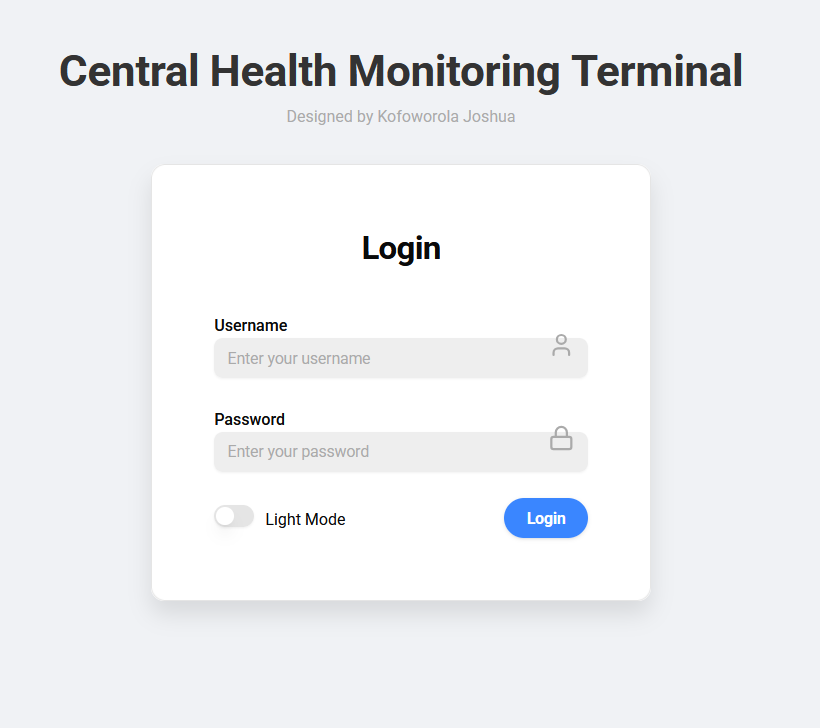 Central Health Monitoring Terminal
Designed by Kofoworola Joshua
Login
Username
Enter your username
Password
Enter your password
Light Mode
Login